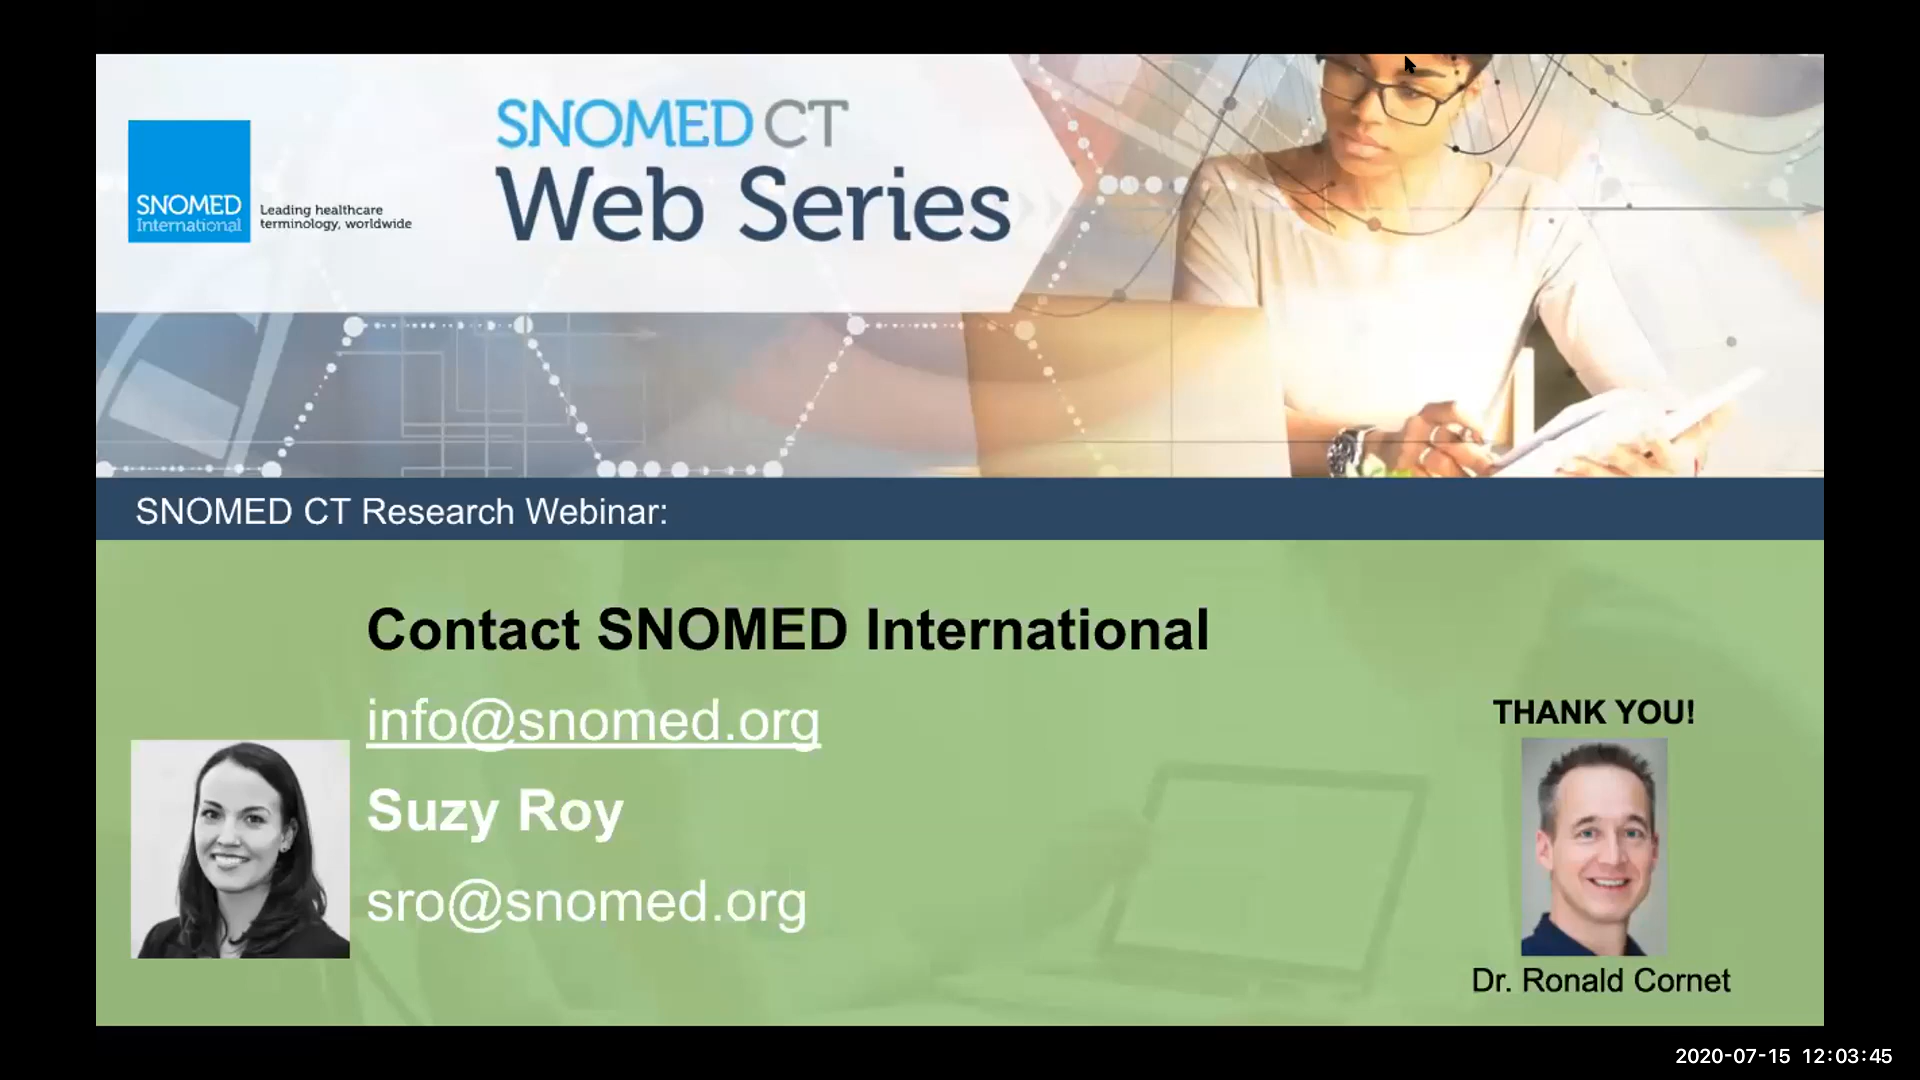 SNOMED
International
Leading healthcare
terminology, worldwide
SNOMED CT
Web Series
SNOMED CT Research Webinar:
Contact SNOMED International
info@snomed.org
Suzy Roy
sro@snomed.org
THANK YOU!
Dr. Ronald Cornet
2020-07-15 12:03:45